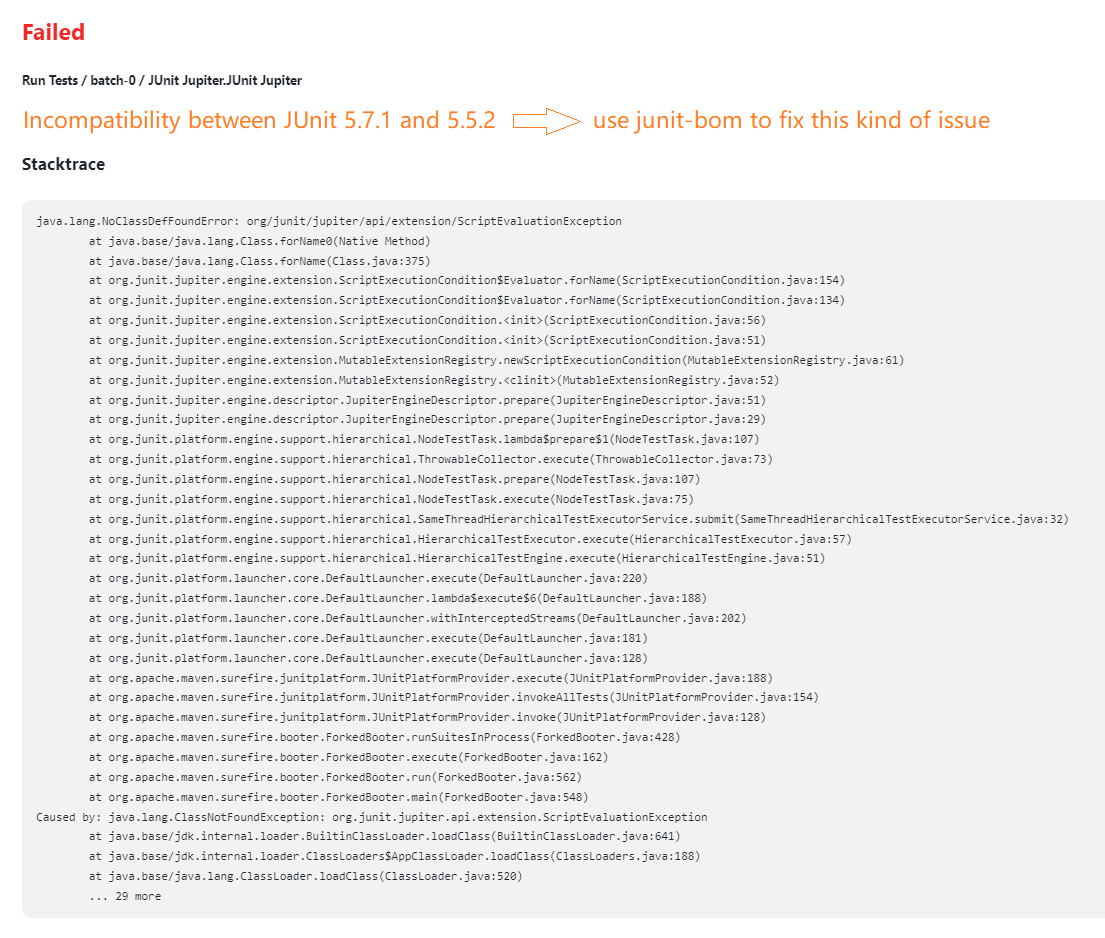 Failed
Run Tests / batch-0 / JUnit Jupiter.JUnit Jupiter
Incompatibility between JUnit 5.7.1 and 5.5.2 use junit-bom to fix this kind of issue
Stacktrace
java.lang.NoClassDefFoundError: org/junit/jupiter/api/extension/ScriptEvaluationException
at java.base/java.lang.Class.forName0(Native Method)
at java.base/java.lang.Class.forName(Class.java:375)
at org.junit.jupiter.engine.extension.ScriptExecutionCondition$Evaluator.forName(ScriptExecutionCondition.java:154)
at org.junit.jupiter.engine.extension.ScriptExecutionCondition$Evaluator.forName(ScriptExecutionCondition.java:134)
at org.junit.jupiter.engine.extension.ScriptExecutionCondition.<init>(ScriptExecutionCondition.java:56)
at org.junit.jupiter.engine.extension.ScriptExecutionCondition.<init>(ScriptExecutionCondition.java:51)
at org.junit.jupiter.engine.extension.MutableExtensionRegistry.newScriptExecutionCondition(MutableExtensionRegistry.java:61)
at org.junit.jupiter.engine.extension.MutableExtensionRegistry.<clinit>(MutableExtensionRegistry.java:52)
at org.junit.jupiter.engine.descriptor.JupiterEngineDescriptor.prepare(JupiterEngineDescriptor.java:51)
at org.junit.jupiter.engine.descriptor.JupiterEngineDescriptor.prepare(JupiterEngineDescriptor.java:29)
at org.junit.platform.engine.support.hierarchical.NodeTestTask.lambda$prepare$1(NodeTestTask.java:107)
at org.junit.platform.engine.support.hierarchical.ThrowableCollector.execute(ThrowableCollector.java:73)
at org.junit.platform.engine.support.hierarchical.NodeTestTask.prepare(NodeTestTask.java:107)
at org.junit.platform.engine.support.hierarchical.NodeTestTask.execute(NodeTestTask.java:75)
at org.junit.platform.engine.support.hierarchical.SameThreadHierarchicalTestExecutorService.submit(SameThreadHierarchicalTestExecutorService.java:32)
at org.junit.platform.engine.support.hierarchical.HierarchicalTestExecutor.execute(HierarchicalTestExecutor.java:57)
at org.junit.platform.engine.support.hierarchical.HierarchicalTestEngine.execute(HierarchicalTestEngine.java:51)
at org.junit.platform.launcher.core.DefaultLauncher.execute(DefaultLauncher.java:220)
at org.junit.platform.launcher.core.DefaultLauncher.lambda$execute$6(DefaultLauncher.java:188)
at org.junit.platform.launcher.core.DefaultLauncher.withInterceptedStreams(DefaultLauncher.java:202)
at org.junit.platform.launcher.core.DefaultLauncher.execute(DefaultLauncher.java:181)
at org.junit.platform.launcher.core.DefaultLauncher.execute(DefaultLauncher.java:128)
at org.apache.maven.surefire.junitplatform.JUnitPlatformProvider.execute(JUnitPlatformProvider.java:188)
at org.apache.maven.surefire.junitplatform.JUnitPlatformProvider.invokeAllTests(JUnitPlatformProvider.java:154)
at org.apache.maven.surefire.junitplatform.JUnitPlatformProvider.invoke(JUnitPlatformProvider.java:128)
at org.apache.maven.surefire.booter.ForkedBooter.runSuitesInProcess(ForkedBooter.java:428)
at org.apache.maven.surefire.booter.ForkedBooter.execute(ForkedBooter.java:162)
at org.apache.maven.surefire.booter.ForkedBooter.run(ForkedBooter.java:562)
at org.apache.maven.surefire.booter.ForkedBooter.main(ForkedBooter.java:548)
Caused by: java.lang.ClassNotFoundException: org.junit.jupiter.api.extension.ScriptEvaluationException
at java.base/jdk.internal.loader.BuiltinClassLoader.loadClass(BuiltinClassLoader.java:641)
at java.base/jdk.internal.loader.ClassLoaders$AppClassLoader.loadClass(ClassLoaders.java:188)
at java.base/java.lang.ClassLoader.loadClass(ClassLoader.java:520)
... 29 more